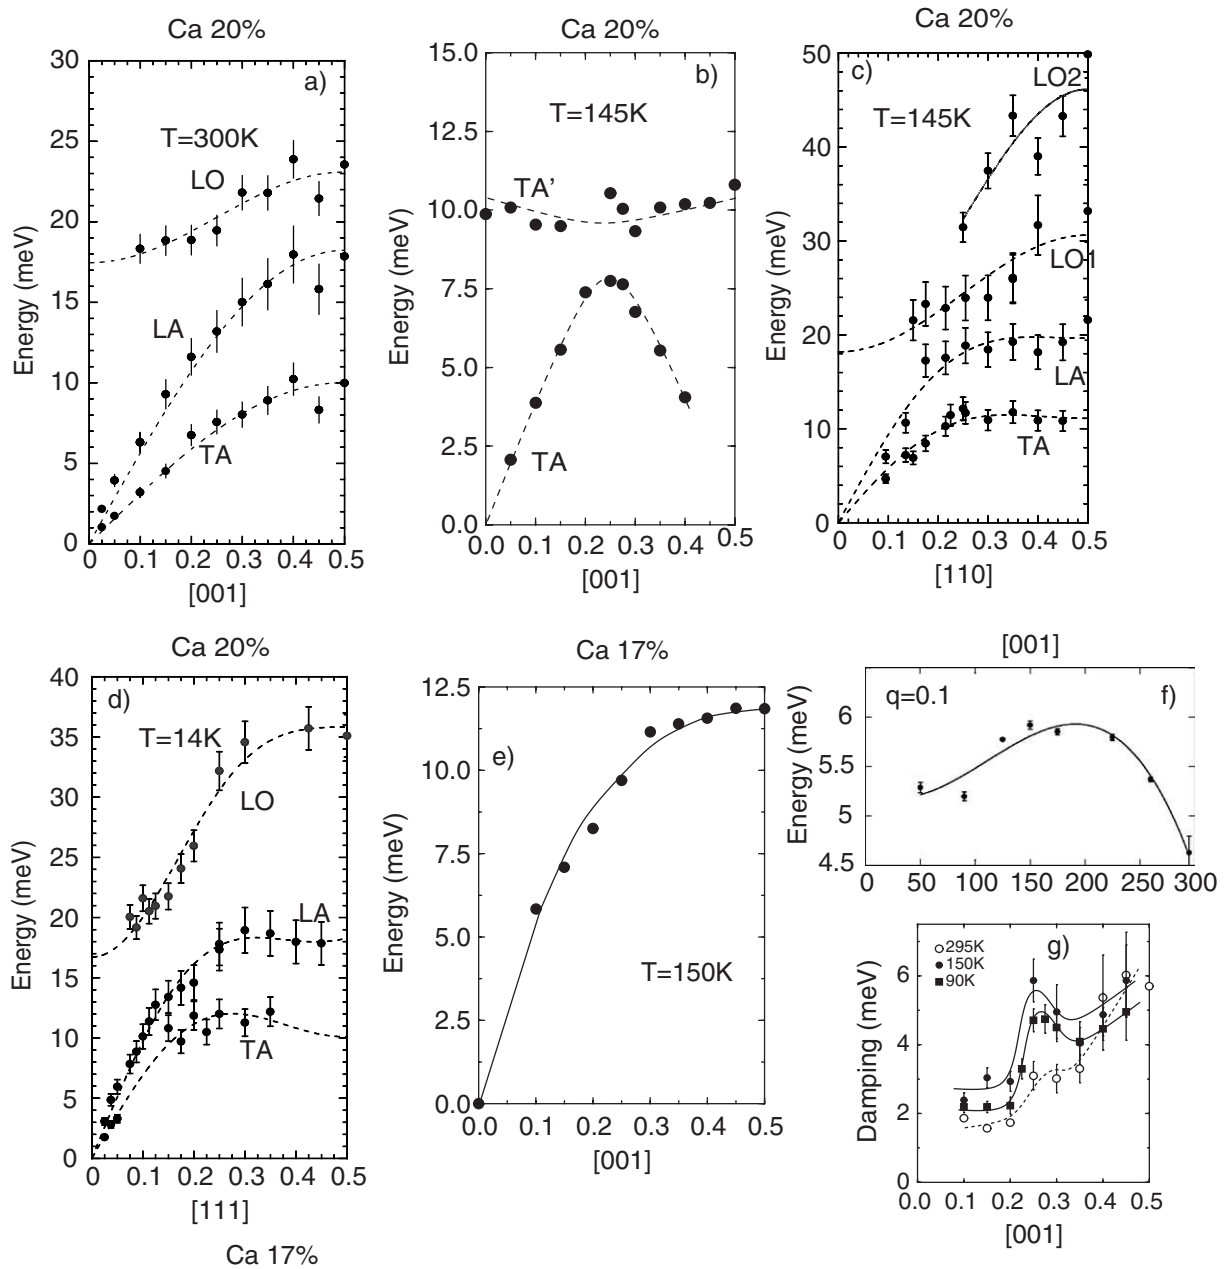 Ca 20%
30
25
20
15
10
5
0
Energy (meV)
a)
T=300K
LO
LA
TA
0
0.1
0.2
0.3
0.4
0.5
[001]
Ca 20%
15.0
12.5
10.0
7.5
5.0
2.5
0.0
Energy (meV)
b)
T=145K
TA'
TA
0.0
0.1
0.2
0.3
0.4
0.5
[001]
Ca 20%
50
40
30
20
10
0
Energy (meV)
c)
LO2
T=145K
LO1
LA
TA
0
0.1
0.2
0.3
0.4
0.5
[110]
Ca 20%
40
35
30
25
20
15
10
5
0
Energy (meV)
d)
T=14K
LO
LA
TA
0
0.1
0.2
0.3
0.4
0.5
[111]
Ca 17%
Ca 17%
12.5
10.0
7.5
5.0
2.5
0.0
Energy (meV)
e)
T=150K
0.0
0.1
0.2
0.3
0.4
0.5
[001]
[001]
6
5.5
5
4.5
Energy (meV)
q=0.1
f)
0
50
100
150
200
250
300
6
4
2
0
Damping (meV)
295K
150K
90K
g)
0.0
0.1
0.2
0.3
0.4
0.5
[001]